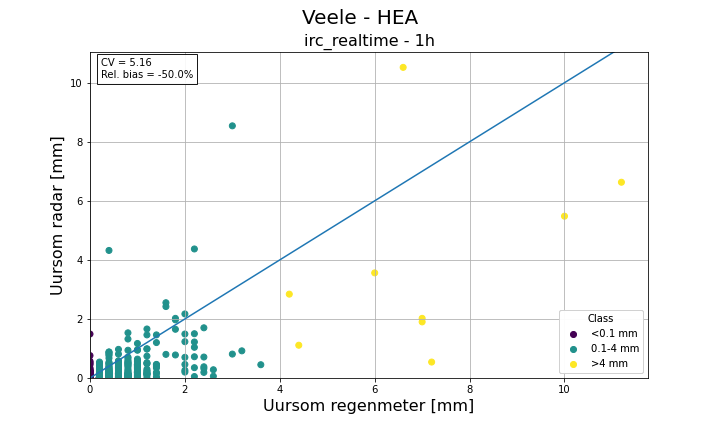 Veele - HEA
irc_realtime - 1h
CV = 5.16
Rel. bias = -50.0%
Uursom radar [mm]
10
8
6
4
2
0
0 2 4 6 8 10
Uursom regenmeter [mm]
Class
<0.1 mm
0.1-4 mm
>4 mm